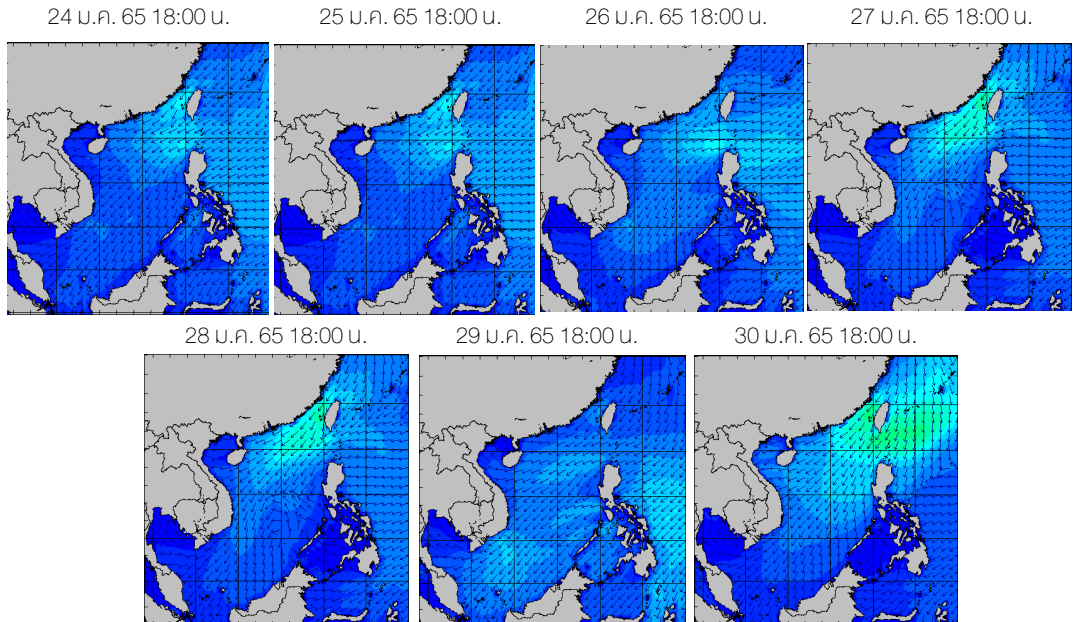 24 ม.ค. 65 18:00 น.
25 ม.ค. 65 18:00 น.
26 ม.ค. 65 18:00 น.
27 ม.ค. 65 18:00 น.
28 ม.ค. 65 18:00 น.
29 ม.ค. 65 18:00 น.
30 ม.ค. 65 18:00 น.